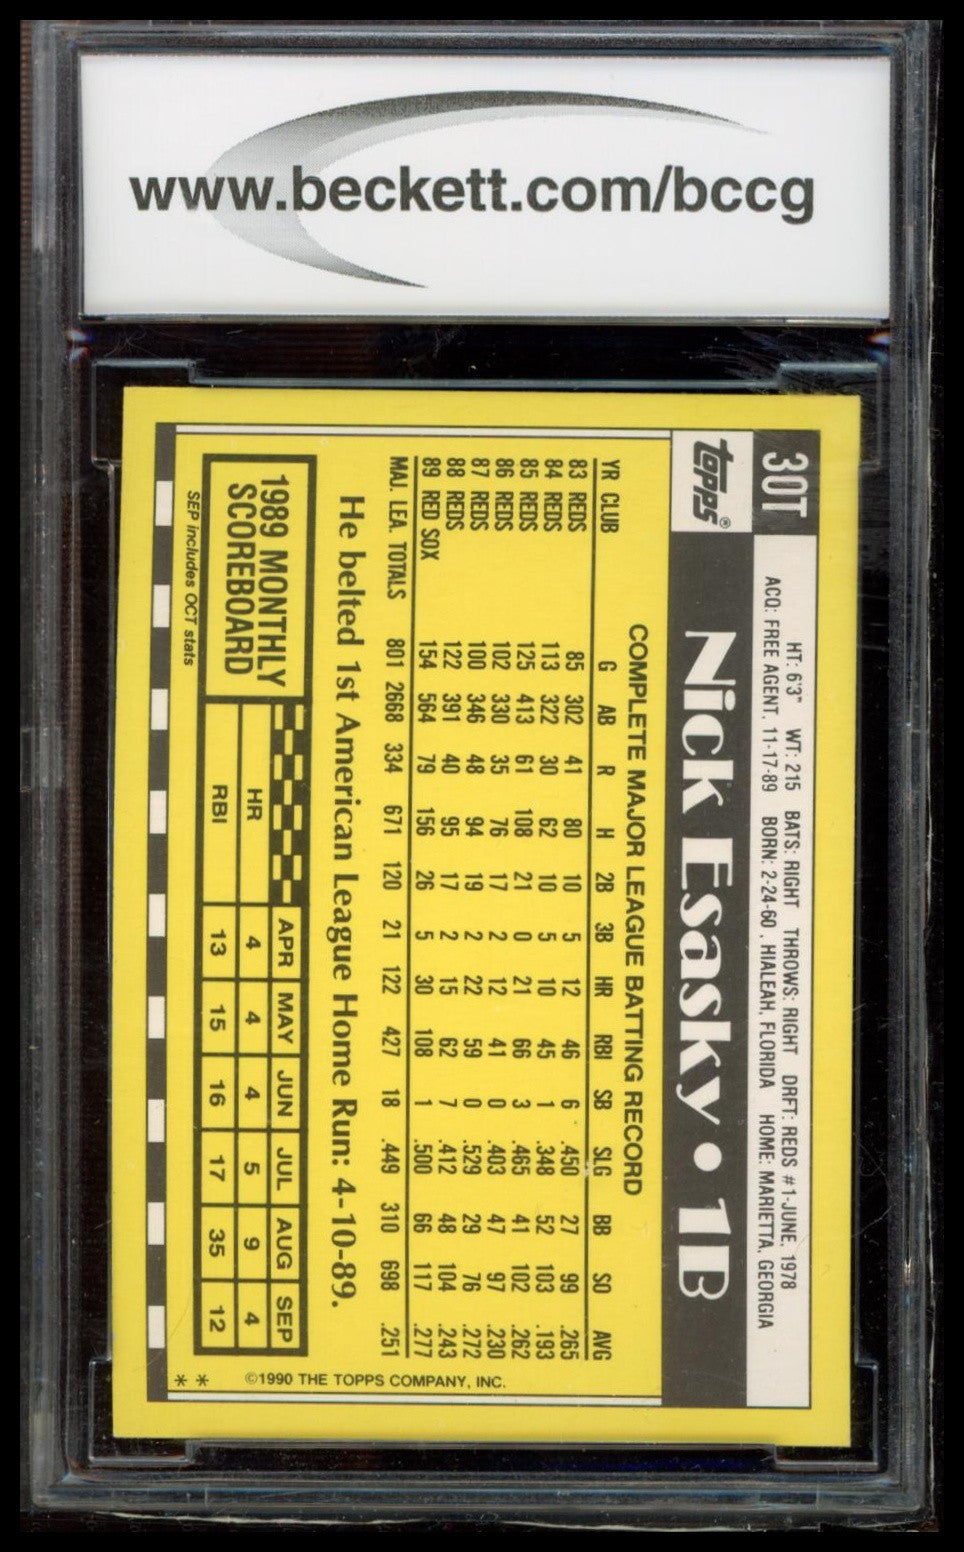 www.beckett.com/bccg
30T
HT: 6'3" WT: 215 BATS: RIGHT THROWS: RIGHT DRFT: REDS #1-JUNE, 1978
ACQ: FREE AGENT, 11-17-89 BORN: 2-24-60, HIALEAH, FLORIDA HOME: MARIETTA, GEORGIA
topps®
Nick Esasky • 1B
COMPLETE MAJOR LEAGUE BATTING RECORD
YR CLUB G AB R H 2B 3B HR RBI SB SLG BB SO AVG
83 REDS 85 302 41 80 10 5 12 46 6 .450 27 99 .265
84 REDS 113 322 30 62 10 5 10 45 1 .348 52 103 .193
85 REDS 125 413 61 108 21 0 21 66 3 .465 41 102 .262
86 REDS 102 330 35 76 17 2 12 41 0 .403 47 97 .230
87 REDS 100 346 48 94 19 2 22 59 0 .529 29 76 .272
88 REDS 122 391 40 95 17 2 15 62 7 .412 48 104 .243
89 RED SOX 154 564 79 156 26 5 30 108 1 .500 66 117 .277
MAJ. LEA. TOTALS 801 2668 334 671 120 21 122 427 18 .449 310 698 .251
He belted 1st American League Home Run: 4-10-89.
1989 MONTHLY
SCOREBOARD
APR MAY JUN JUL AUG SEP
HR 4 4 4 5 9 4
RBI 13 15 16 17 35 12
SEP includes OCT stats
©1990 THE TOPPS COMPANY, INC.
* *